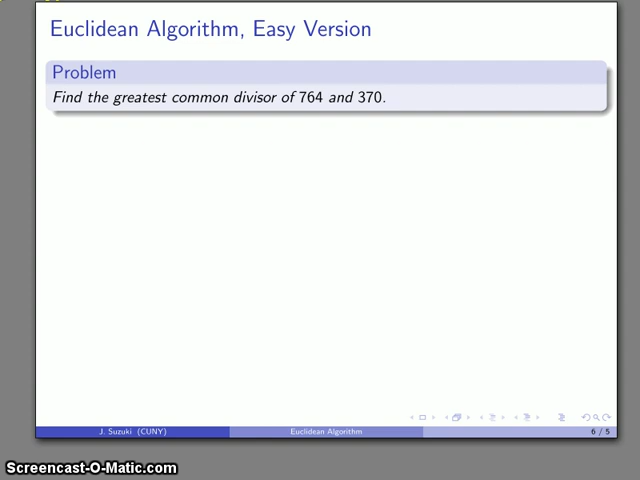 Euclidean Algorithm, Easy Version
Problem
Find the greatest common divisor of 764 and 370.
J. Suzuki (CUNY)
Euclidean Algorithm
6 / 5
Screencast-O-Matic.com